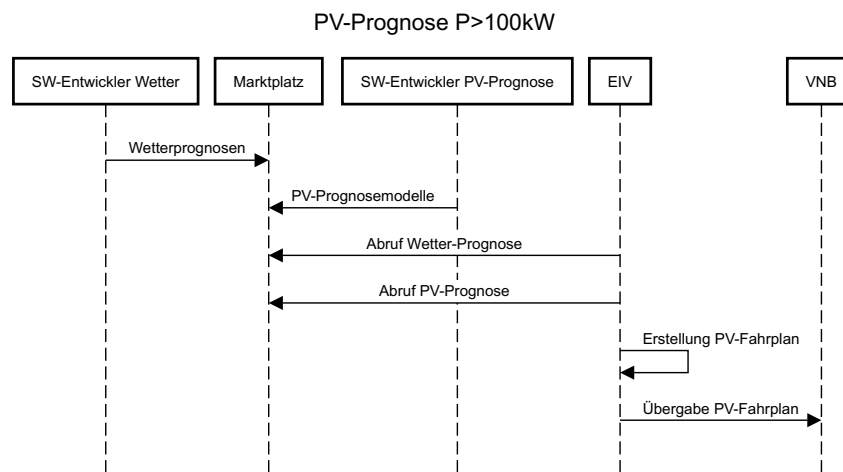 PV-Prognose P>100kW
SW-Entwickler Wetter
Marktplatz
SW-Entwickler PV-Prognose
EIV
VNB
Wetterprognosen
PV-Prognosemodelle
Abruf Wetter-Prognose
Abruf PV-Prognose
Erstellung PV-Fahrplan
Übergabe PV-Fahrplan